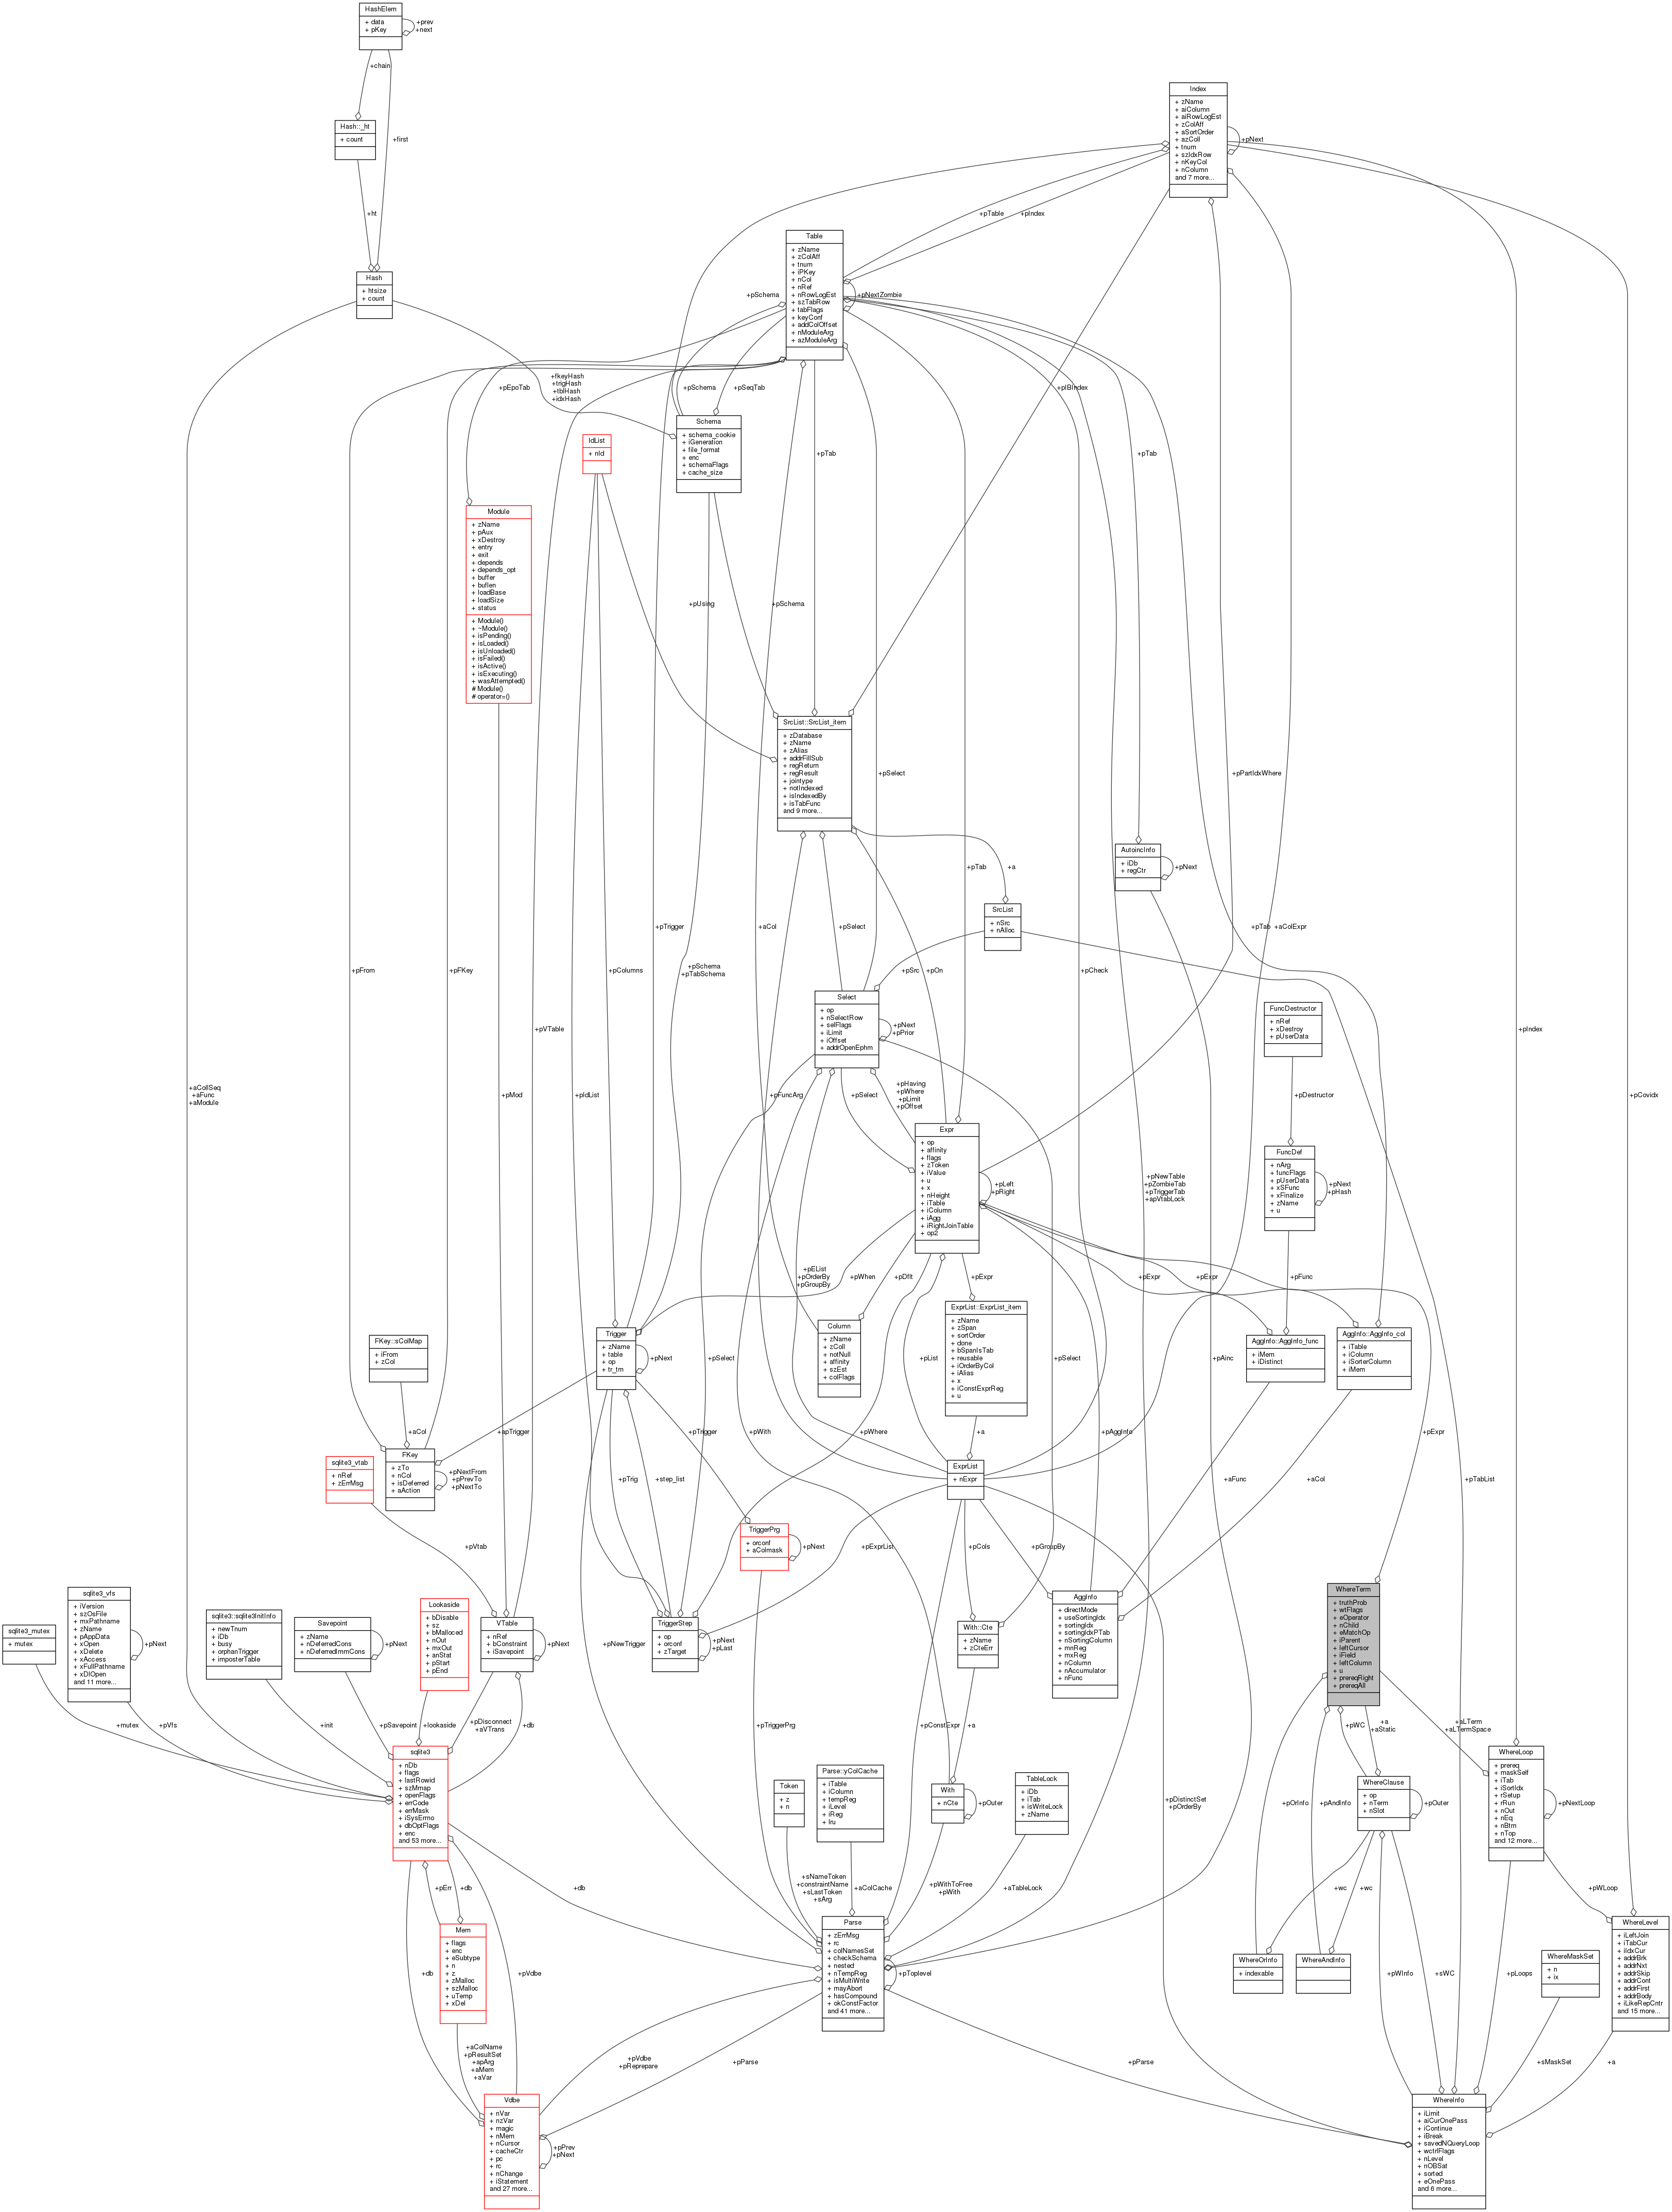 HashElem
+ data
+ pKey
+prev
+next
+chain
Hash::_ht
+ count
+first
+ht
Hash
+ htsize
+ count
Index
+ zName
+ aiColumn
+ aiRowLogEst
+ zColAff
+ aSortOrder
+ azColl
+ tnum
+ szIdxRow
+ nKeyCol
+ nColumn
and 7 more...
+pNext
+pTable
+pIndex
Table
+ zName
+ zColAff
+ tnum
+ iPKey
+ nCol
+ nRef
+ nRowLogEst
+ szTabRow
+ tabFlags
+ keyConf
+ addColOffset
+ nModuleArg
+ azModuleArg
+pNextZombie
+pSchema
+fkeyHash
+trigHash
+tblHash
+idxHash
+pEpoTab
+pSchema
+pSeqTab
+pIBIndex
Schema
+ schema_cookie
+ iGeneration
+ file_format
+ enc
+ schemaFlags
+ cache_size
IdList
+ nId
+pTab
+pTab
Module
+ zName
+ pAux
+ xDestroy
+ entry
+ exit
+ depends
+ depends_opt
+ buffer
+ buflen
+ loadBase
+ loadSize
+ status
+ Module()
+ ~Module()
+ isPending()
+ isLoaded()
+ isUnloaded()
+ isFailed()
+ isActive()
+ isExecuting()
+ wasAttempted()
# Module()
# operator=()
+pUsing
+pSchema
SrcList::SrcList_item
+ zDatabase
+ zName
+ zAlias
+ addrFillSub
+ regReturn
+ regResult
+ jointype
+ notIndexed
+ isIndexedBy
+ isTabFunc
and 9 more...
+pSelect
+pPartIdxWhere
AutoincInfo
+ iDb
+ regCtr
+pNext
+a
+pTab
SrcList
+ nSrc
+ nAlloc
+pTrigger
+aCol
+pSelect
+pTab
+aColExpr
+pFrom
+pFKey
+pColumns
+pSchema
+pTabSchema
+pSrc
+pOn
+pCheck
+pVTable
+pIndex
Select
+ op
+ nSelectRow
+ selFlags
+ iLimit
+ iOffset
+ addrOpenEphm
+pNext
+pPrior
FuncDestructor
+ nRef
+ xDestroy
+ pUserData
+aCollSeq
+aFunc
+aModule
+pMod
+pIdList
+pFuncArg
+pSelect
+pHaving
+pWhere
+pLimit
+pOffset
+pDestructor
+pCovidx
Expr
+ op
+ affinity
+ flags
+ zToken
+ iValue
+ u
+ x
+ nHeight
+ iTable
+ iColumn
+ iAgg
+ iRightJoinTable
+ op2
+pLeft
+pRight
+pNewTable
+pZombieTab
+pTriggerTab
+apVtabLock
FuncDef
+ nArg
+ funcFlags
+ pUserData
+ xSFunc
+ xFinalize
+ zName
+ u
+pNext
+pHash
+pEList
+pOrderBy
+pGroupBy
+pWhen
+pDflt
+pExpr
+pExpr
+pExpr
+pFunc
ExprList::ExprList_item
+ zName
+ zSpan
+ sortOrder
+ done
+ bSpanIsTab
+ reusable
+ iOrderByCol
+ iAlias
+ x
+ iConstExprReg
+ u
Column
+ zName
+ zColl
+ notNull
+ affinity
+ szEst
+ colFlags
Trigger
+ zName
+ table
+ op
+ tr_tm
+pNext
FKey::sColMap
+ iFrom
+ zCol
AggInfo::AggInfo_func
+ iMem
+ iDistinct
AggInfo::AggInfo_col
+ iTable
+ iColumn
+ iSorterColumn
+ iMem
+pSelect
+pList
+pSelect
+pAinc
+aCol
+apTrigger
+pTrigger
+pWith
+pWhere
+a
+pAggInfo
+pExpr
FKey
+ zTo
+ nCol
+ isDeferred
+ aAction
+pNextFrom
+pPrevTo
+pNextTo
sqlite3_vtab
+ nRef
+ zErrMsg
+pTrig
+step_list
ExprList
+ nExpr
+aFunc
+aCol
+pTabList
TriggerPrg
+ orconf
+ aColmask
+pNext
+pVtab
+pExprList
+pCols
+pGroupBy
sqlite3_vfs
+ iVersion
+ szOsFile
+ mxPathname
+ zName
+ pAppData
+ xOpen
+ xDelete
+ xAccess
+ xFullPathname
+ xDlOpen
and 11 more...
+pNext
sqlite3_mutex
+ mutex
sqlite3::sqlite3InitInfo
+ newTnum
+ iDb
+ busy
+ orphanTrigger
+ imposterTable
Savepoint
+ zName
+ nDeferredCons
+ nDeferredImmCons
+pNext
Lookaside
+ bDisable
+ sz
+ bMalloced
+ nOut
+ mxOut
+ anStat
+ pStart
+ pEnd
VTable
+ nRef
+ bConstraint
+ iSavepoint
+pNext
+pNewTrigger
TriggerStep
+ op
+ orconf
+ zTarget
+pNext
+pLast
With::Cte
+ zName
+ zCteErr
AggInfo
+ directMode
+ useSortingIdx
+ sortingIdx
+ sortingIdxPTab
+ nSortingColumn
+ mnReg
+ mxReg
+ nColumn
+ nAccumulator
+ nFunc
WhereTerm
+ truthProb
+ wtFlags
+ eOperator
+ nChild
+ eMatchOp
+ iParent
+ leftCursor
+ iField
+ leftColumn
+ u
+ prereqRight
+ prereqAll
+mutex
+pVfs
+init
+pSavepoint
+lookaside
+pDisconnect
+aVTrans
+db
+pTriggerPrg
+pConstExpr
+a
+pWC
+a
+aStatic
+aLTerm
+aLTermSpace
sqlite3
+ nDb
+ flags
+ lastRowid
+ szMmap
+ openFlags
+ errCode
+ errMask
+ iSysErrno
+ dbOptFlags
+ enc
and 53 more...
Token
+ z
+ n
Parse::yColCache
+ iTable
+ iColumn
+ tempReg
+ iLevel
+ iReg
+ lru
With
+ nCte
+pOuter
TableLock
+ iDb
+ iTab
+ isWriteLock
+ zName
+pDistinctSet
+pOrderBy
+pOrInfo
+pAndInfo
WhereClause
+ op
+ nTerm
+ nSlot
+pOuter
WhereLoop
+ prereq
+ maskSelf
+ iTab
+ iSortIdx
+ rSetup
+ rRun
+ nOut
+ nEq
+ nBtm
+ nTop
and 12 more...
+pNextLoop
+pErr
+db
+db
+sNameToken
+constraintName
+sLastToken
+sArg
+aColCache
+pWithToFree
+pWith
+aTableLock
+wc
+wc
+pWLoop
Mem
+ flags
+ enc
+ eSubtype
+ n
+ z
+ zMalloc
+ szMalloc
+ uTemp
+ xDel
+db
+pVdbe
Parse
+ zErrMsg
+ rc
+ colNamesSet
+ checkSchema
+ nested
+ nTempReg
+ isMultiWrite
+ mayAbort
+ hasCompound
+ okConstFactor
and 41 more...
+pToplevel
WhereOrInfo
+ indexable
WhereAndInfo
+pWInfo
+sWC
+pLoops
WhereMaskSet
+ n
+ ix
WhereLevel
+ iLeftJoin
+ iTabCur
+ iIdxCur
+ addrBrk
+ addrNxt
+ addrSkip
+ addrCont
+ addrFirst
+ addrBody
+ iLikeRepCntr
and 15 more...
+aColName
+pResultSet
+apArg
+aMem
+aVar
+pVdbe
+pReprepare
+pParse
+pParse
+sMaskSet
+a
Vdbe
+ nVar
+ nzVar
+ magic
+ nMem
+ nCursor
+ cacheCtr
+ pc
+ rc
+ nChange
+ iStatement
and 27 more...
+pPrev
+pNext
WhereInfo
+ iLimit
+ aiCurOnePass
+ iContinue
+ iBreak
+ savedNQueryLoop
+ wctrlFlags
+ nLevel
+ nOBSat
+ sorted
+ eOnePass
and 6 more...